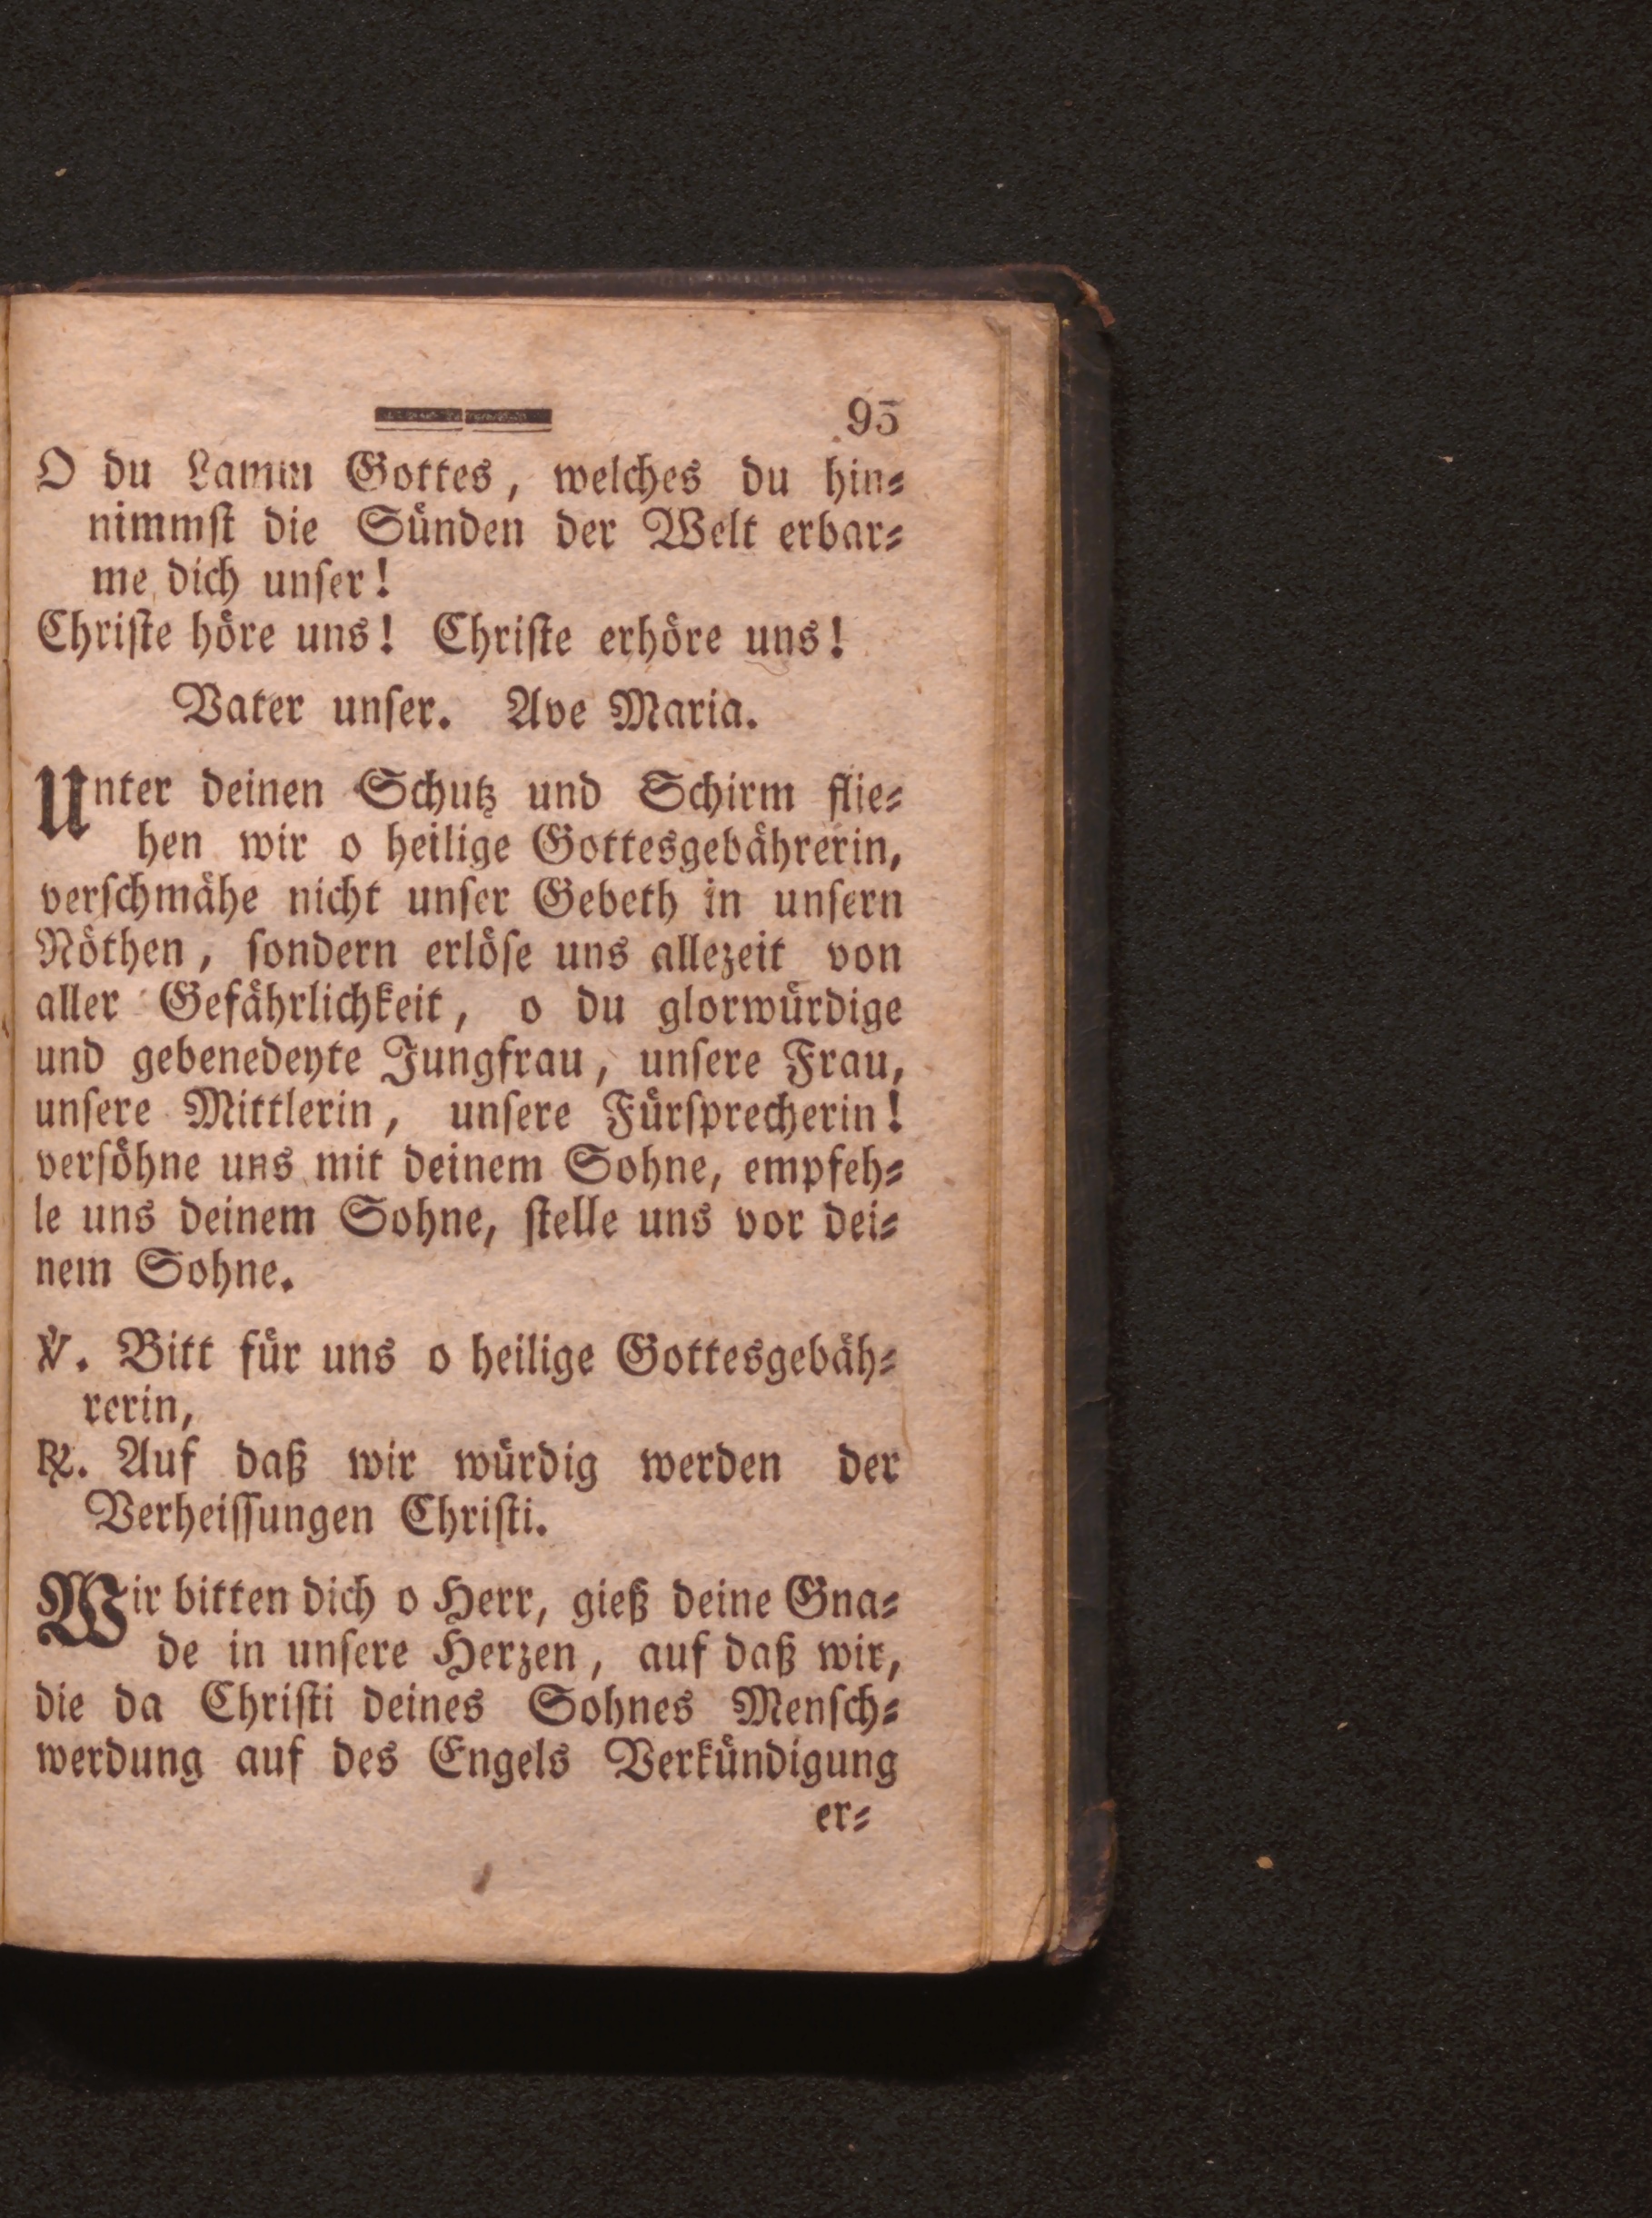 95
O du Lamm Gottes, welches du hin⸗
nimmſt die Sünden der Welt erbar⸗
me dich unſer!
Chriſte höre uns! Chriſte erhöre uns!
Vater unſer. Ave Maria.
Unter deinen Schutz und Schirm flie⸗
hen wir o heilige Gottesgebährerin,
verſchmähe nicht unſer Gebeth in unſern
Nöthen, ſondern erlöſe uns allezeit von
aller Gefährlichkeit, o du glorwürdige
und gebenedeyte Jungfrau, unſere Frau,
unſere Mittlerin, unſere Fürſprecherin!
verſöhne uns mit deinem Sohne, empfeh⸗
le uns deinem Sohne, ſtelle uns vor dei⸗
nem Sohne.
℣. Bitt für uns o heilige Gottesgebäh⸗
rerin,
℟. Auf daß wir würdig werden der
Verheiſſungen Chriſti.
Wir bitten dich o Herr, gieß deine Gna⸗
de in unſere Herzen, auf daß wir,
die da Chriſti deines Sohnes Menſch⸗
werdung auf des Engels Verkündigung
er⸗